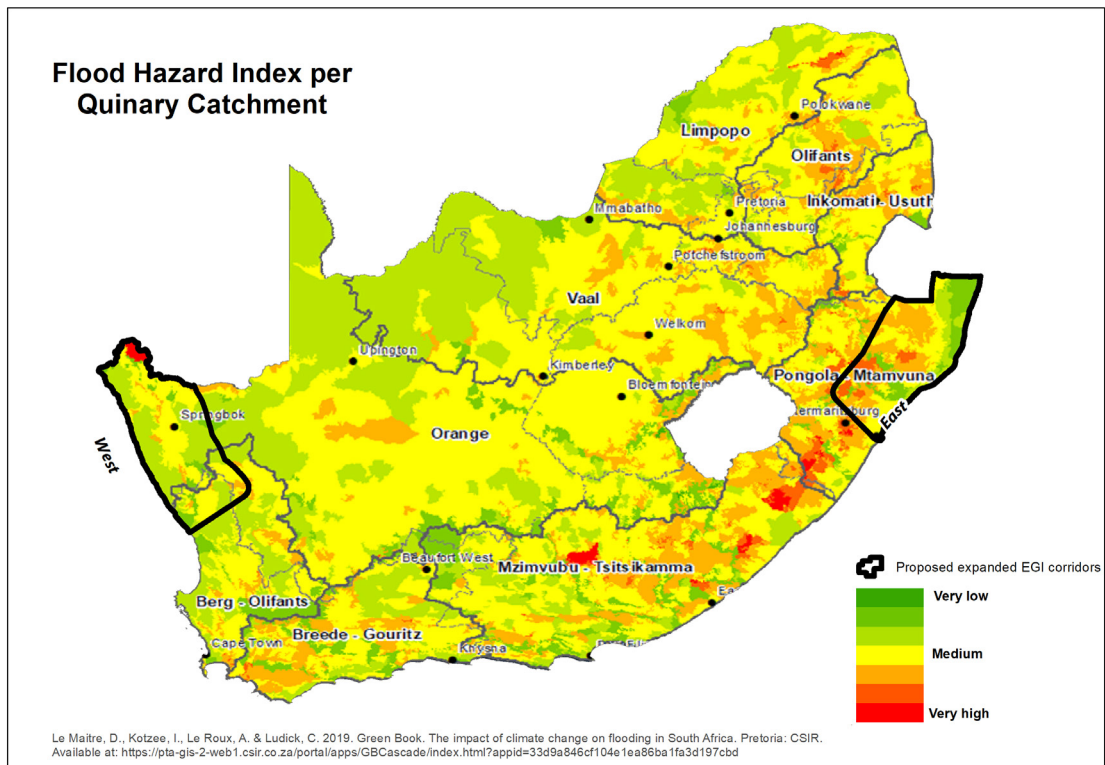 Flood Hazard Index per
Quinary Catchment
Polokwane
Limpopo
Olifants
Pretoria
Inkomati - Usuth
Mmabatho
Johannesburg
Potchefstroom
Vaal
Welkom
Upington
Kimberley
Bloemfontein
Pongola - Mtamvuna
ermaritzburg
East
Springbok
West
Orange
Beaufort West
Mzimvubu - Tsitsikamma
Ea
Berg - Olifants
Breede - Gouritz
Cape Town
Knysna
Proposed expanded EGI corridors
Very low
Medium
Very high
Le Maitre, D., Kotzee, I., Le Roux, A. & Ludick, C. 2019. Green Book. The impact of climate change on flooding in South Africa. Pretoria: CSIR.
Available at: https://pta-gis-2-web1.csir.co.za/portal/apps/GBCascade/index.html?appid=33d9a846cf104e1ea86ba1fa3d197cbd